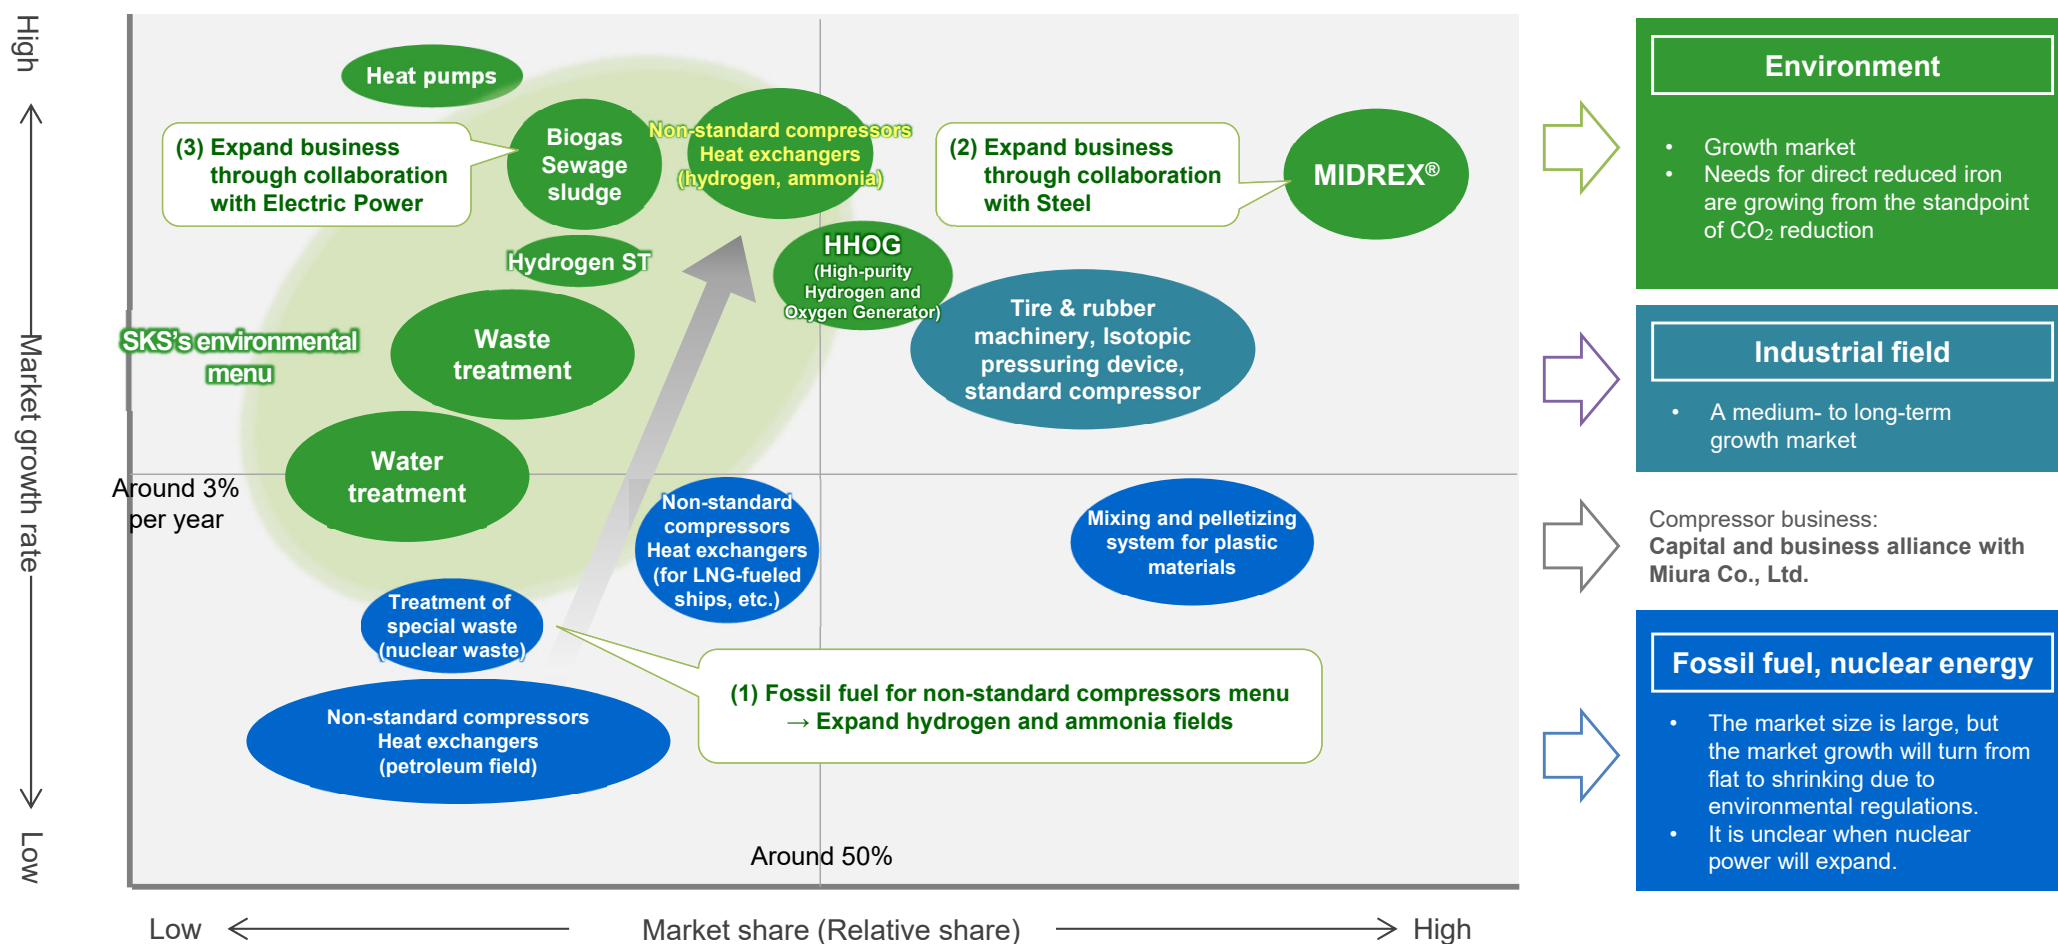 High
Market growth rate
Low
Heat pumps
(3) Expand business
through collaboration
with Electric Power
Biogas
Sewage
sludge
Non-standard compressors
Heat exchangers
(hydrogen, ammonia)
(2) Expand business
through collaboration
with Steel
MIDREX®
Hydrogen ST
HHOG
(High-purity
Hydrogen and
Oxygen Generator)
SKS's environmental
menu
Waste
treatment
Tire & rubber
machinery, Isotopic
pressuring device,
standard compressor
Water
treatment
Around 3%
per year
Non-standard
compressors
Heat exchangers
(for LNG-fueled
ships, etc.)
Mixing and pelletizing
system for plastic
materials
Treatment of
special waste
(nuclear waste)
(1) Fossil fuel for non-standard compressors menu
→ Expand hydrogen and ammonia fields
Non-standard compressors
Heat exchangers
(petroleum field)
Around 50%
Low
Market share (Relative share)
High
Environment
• Growth market
• Needs for direct reduced iron
are growing from the standpoint
of CO₂ reduction
Industrial field
• A medium- to long-term
growth market
Compressor business:
Capital and business alliance with
Miura Co., Ltd.
Fossil fuel, nuclear energy
• The market size is large, but
the market growth will turn from
flat to shrinking due to
environmental regulations.
• It is unclear when nuclear
power will expand.